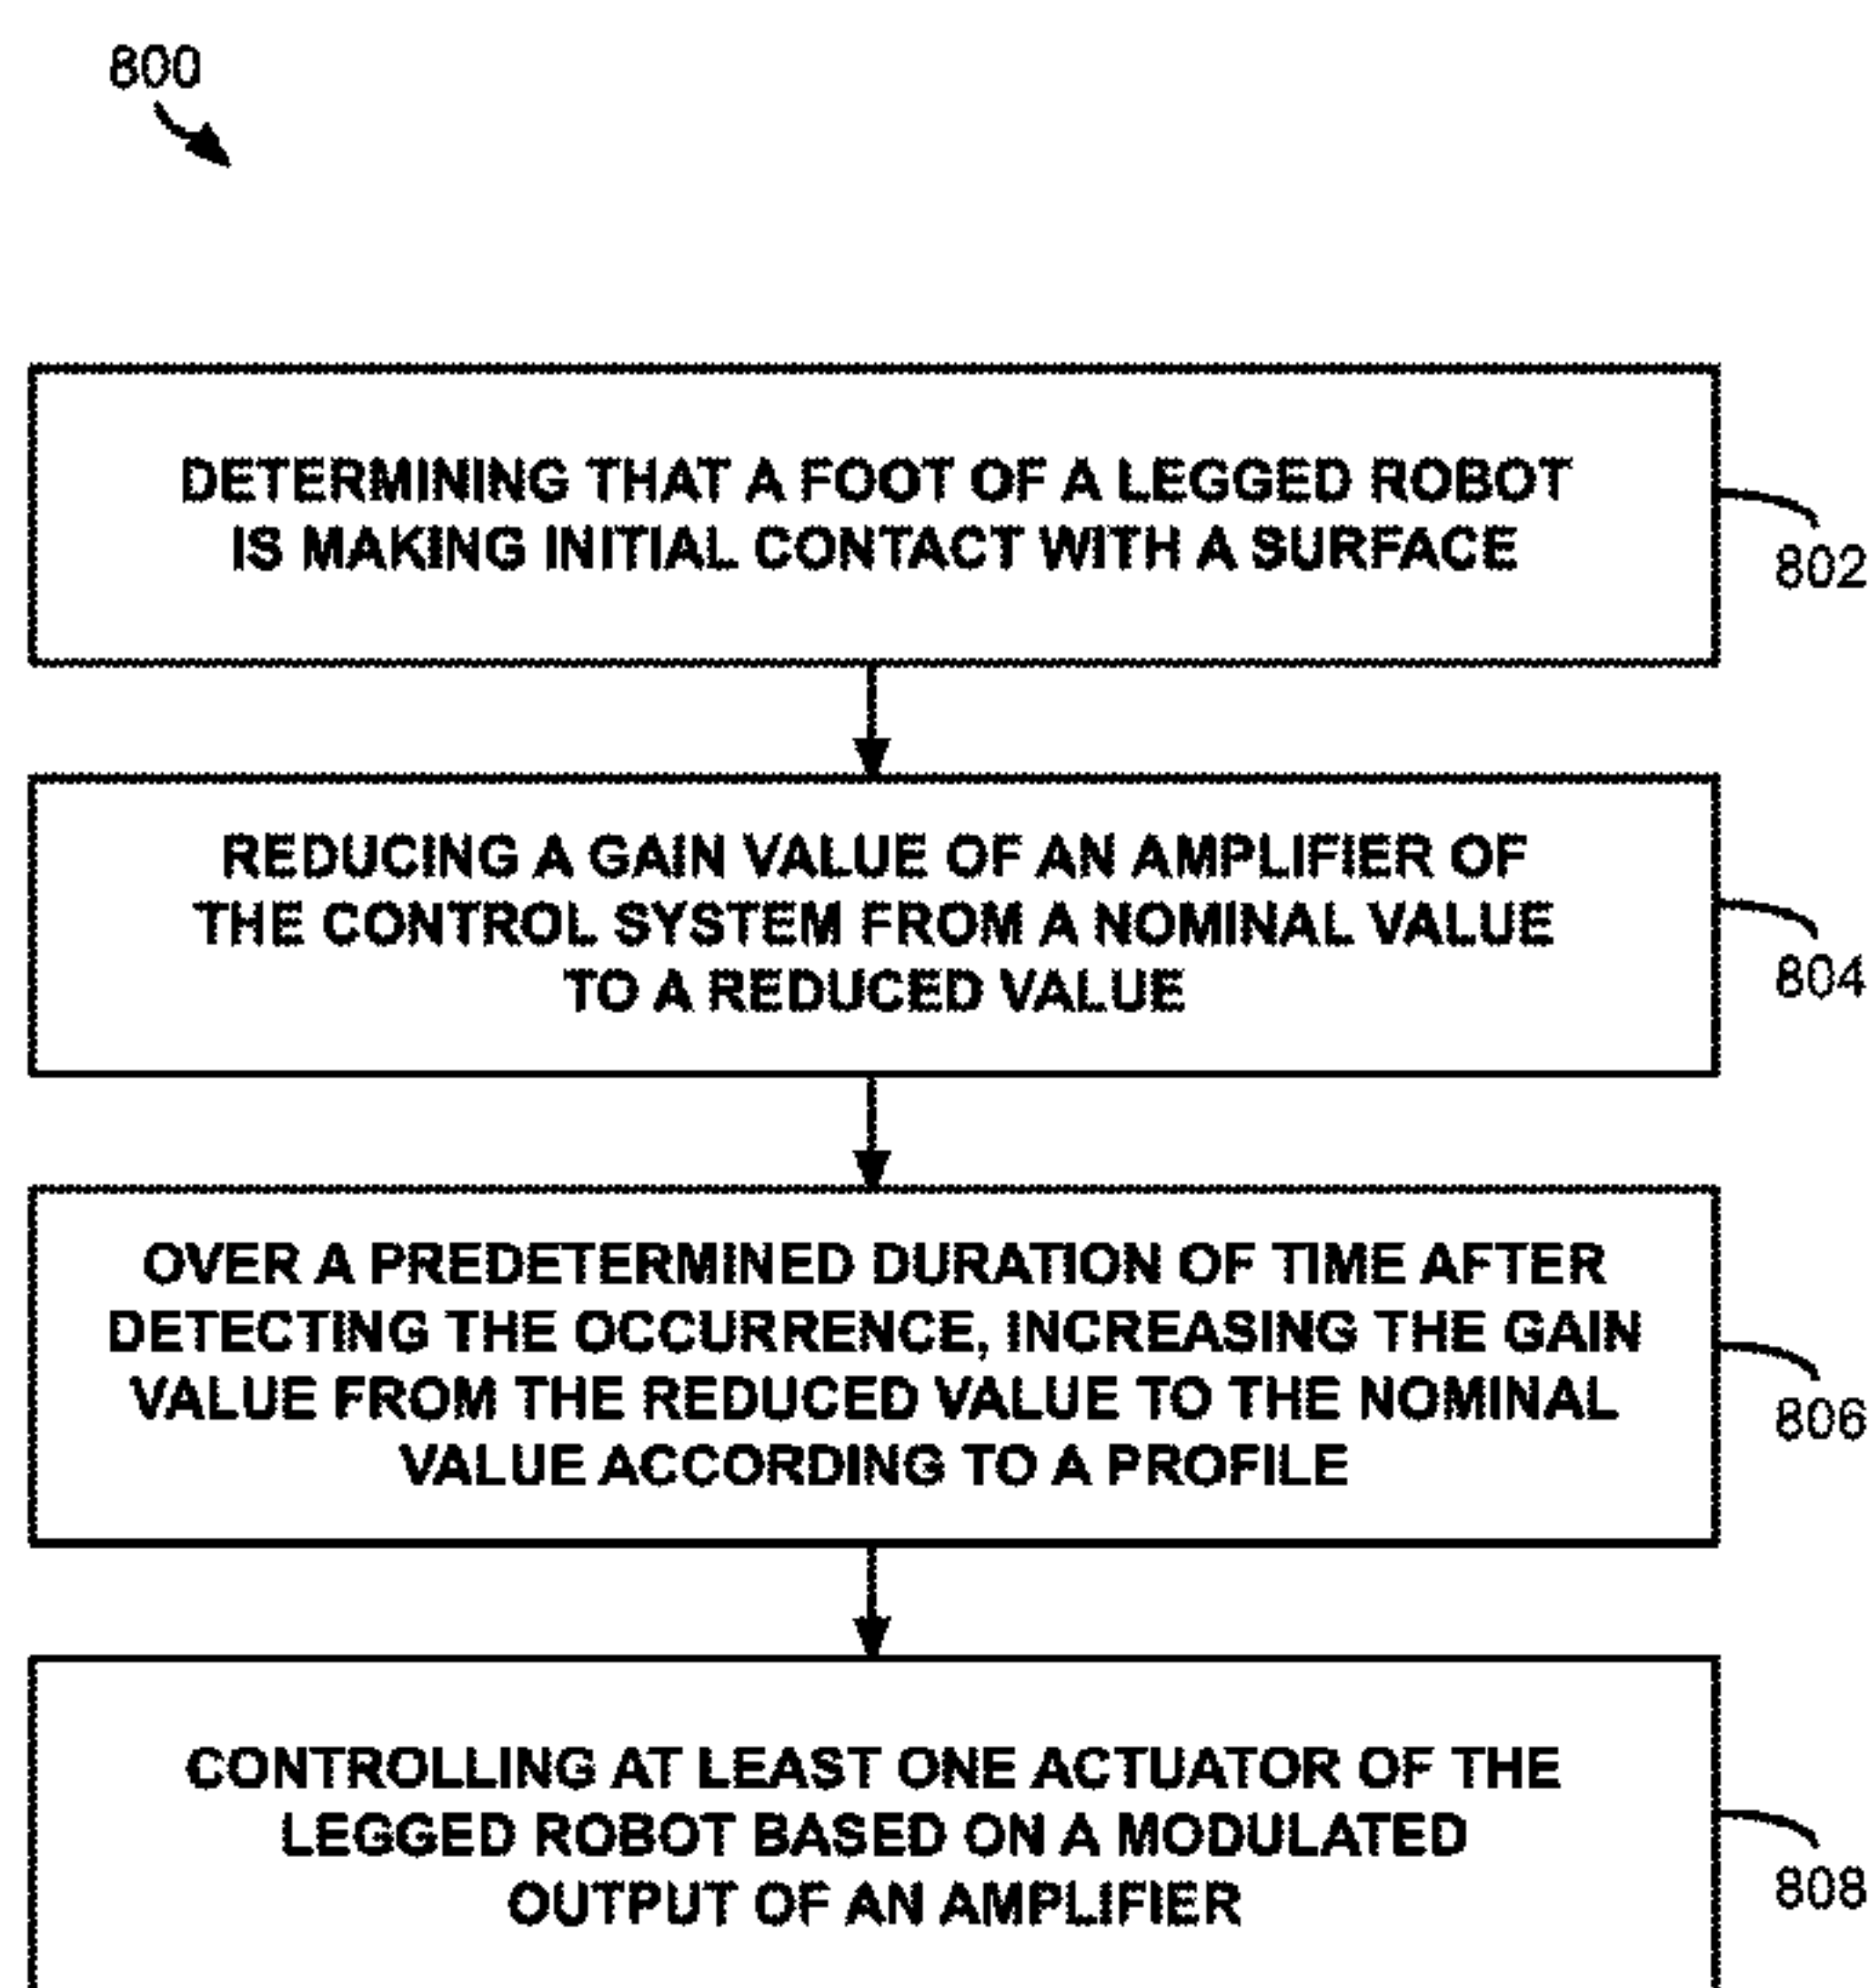 800
DETERMINING THAT A FOOT OF A LEGGED ROBOT
IS MAKING INITIAL CONTACT WITH A SURFACE
802
REDUCING A GAIN VALUE OF AN AMPLIFIER OF
THE CONTROL SYSTEM FROM A NOMINAL VALUE
TO A REDUCED VALUE
804
OVER A PREDETERMINED DURATION OF TIME AFTER
DETECTING THE OCCURRENCE, INCREASING THE GAIN
VALUE FROM THE REDUCED VALUE TO THE NOMINAL
VALUE ACCORDING TO A PROFILE
806
CONTROLLING AT LEAST ONE ACTUATOR OF THE
LEGGED ROBOT BASED ON A MODULATED
OUTPUT OF AN AMPLIFIER
808